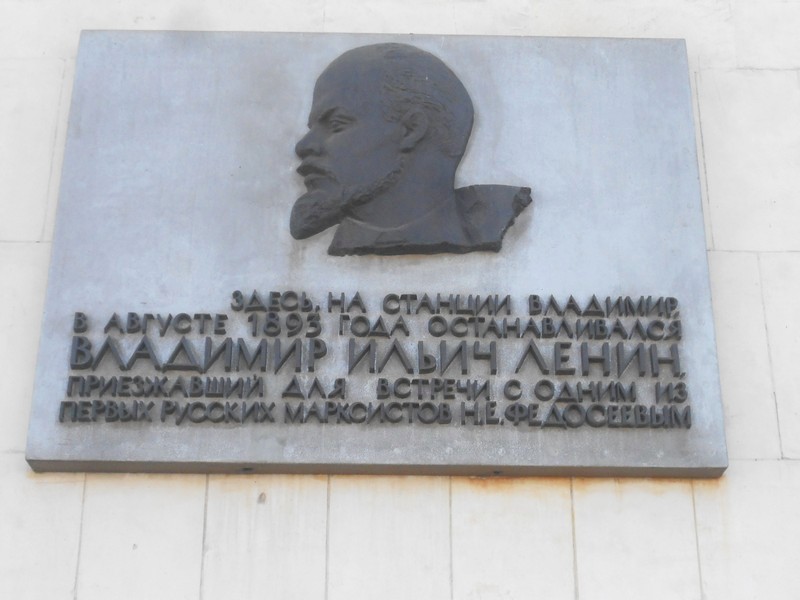 ЗДЕСЬ, НА СТАНЦИИ ВЛАДИМИР,
В АВГУСТЕ 1893 ГОДА ОСТАНАВЛИВАЛСЯ
ВЛАДИМИР ИЛЬИЧ ЛЕНИН,
ПРИЕЗЖАВШИЙ ДЛЯ ВСТРЕЧИ С ОДНИМ ИЗ
ПЕРВЫХ РУССКИХ МАРКСИСТОВ Н.Е.ФЕДОСЕЕВЫМ